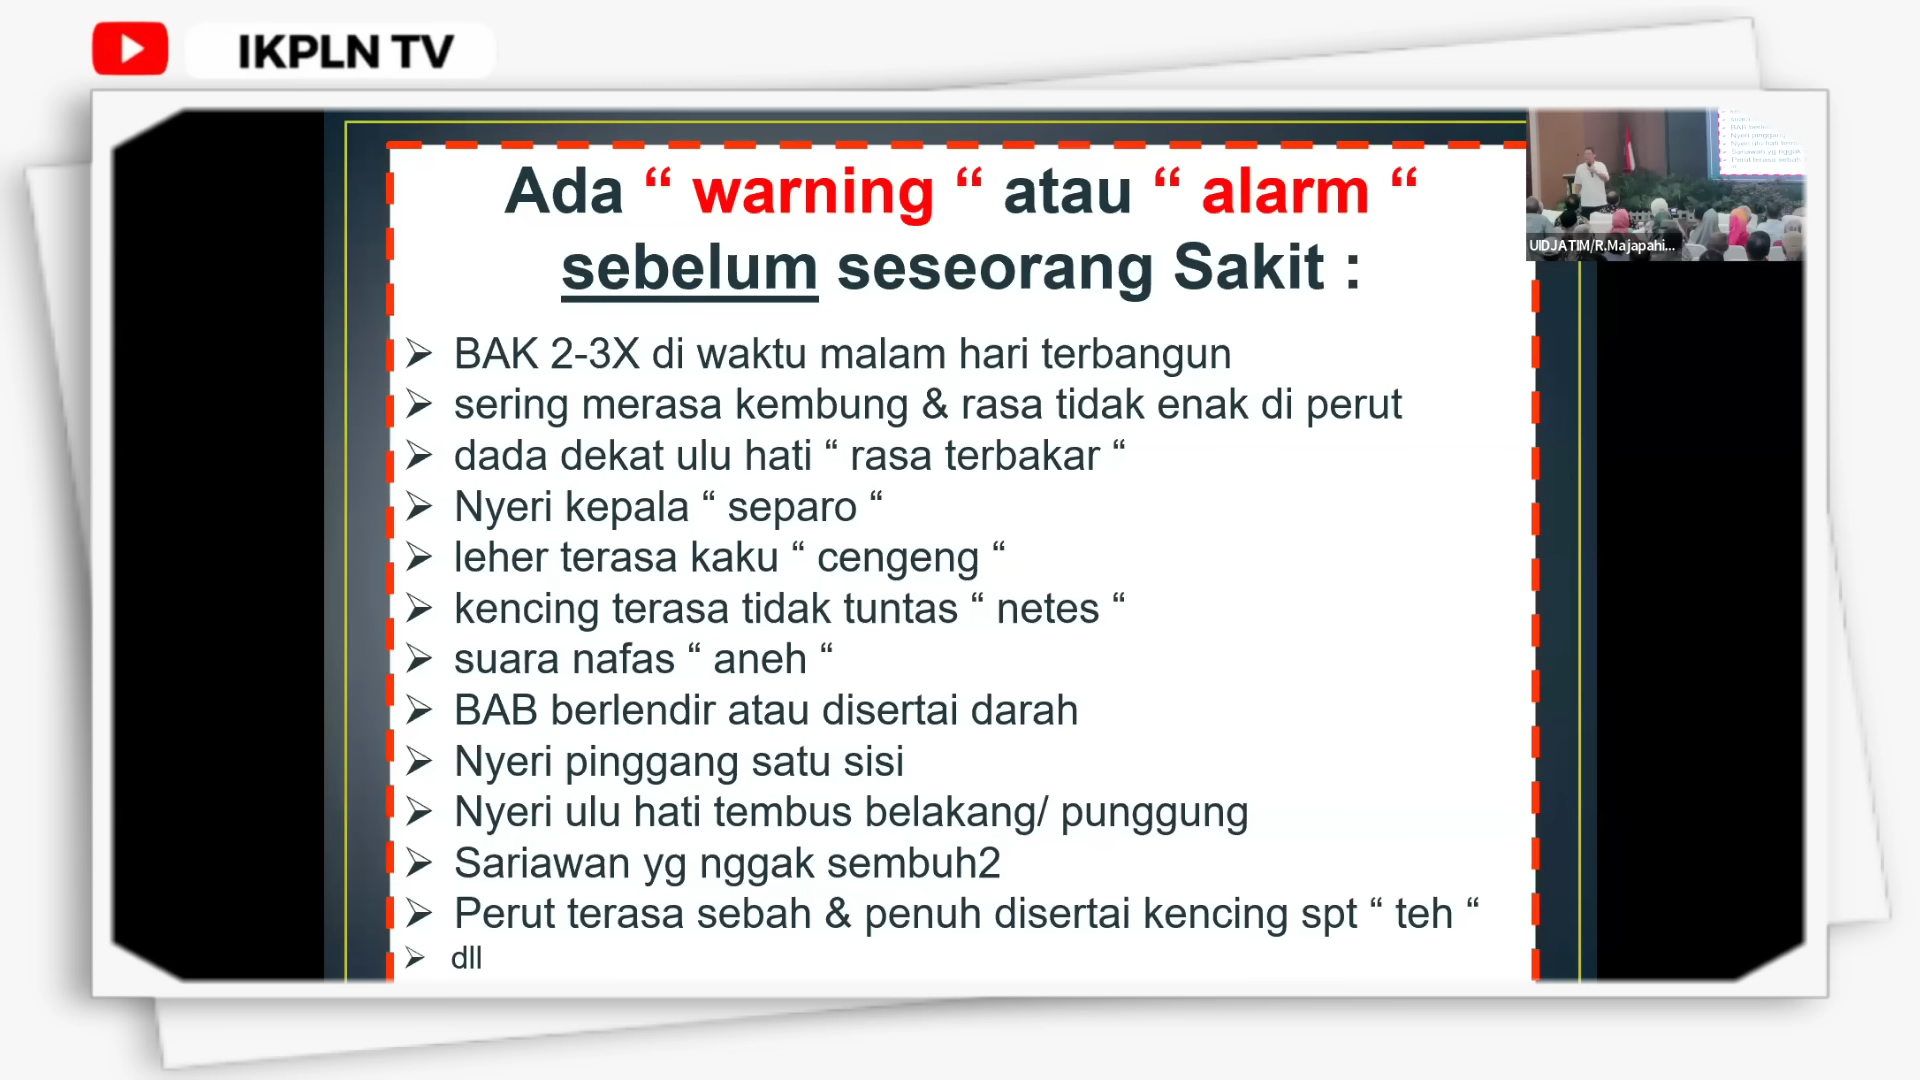 IKPLN TV
Ada “ warning “ atau “ alarm “
sebelum seseorang Sakit :
BAK 2-3X di waktu malam hari terbangun
sering merasa kembung & rasa tidak enak di perut
dada dekat ulu hati “ rasa terbakar “
Nyeri kepala “ separo “
leher terasa kaku “ cengeng “
kencing terasa tidak tuntas “ netes “
suara nafas “ aneh “
BAB berlendir atau disertai darah
Nyeri pinggang satu sisi
Nyeri ulu hati tembus belakang/ punggung
Sariawan yg nggak sembuh2
Perut terasa sebah & penuh disertai kencing spt “ teh “
dll
UIDJATIM/R.Majapahi...